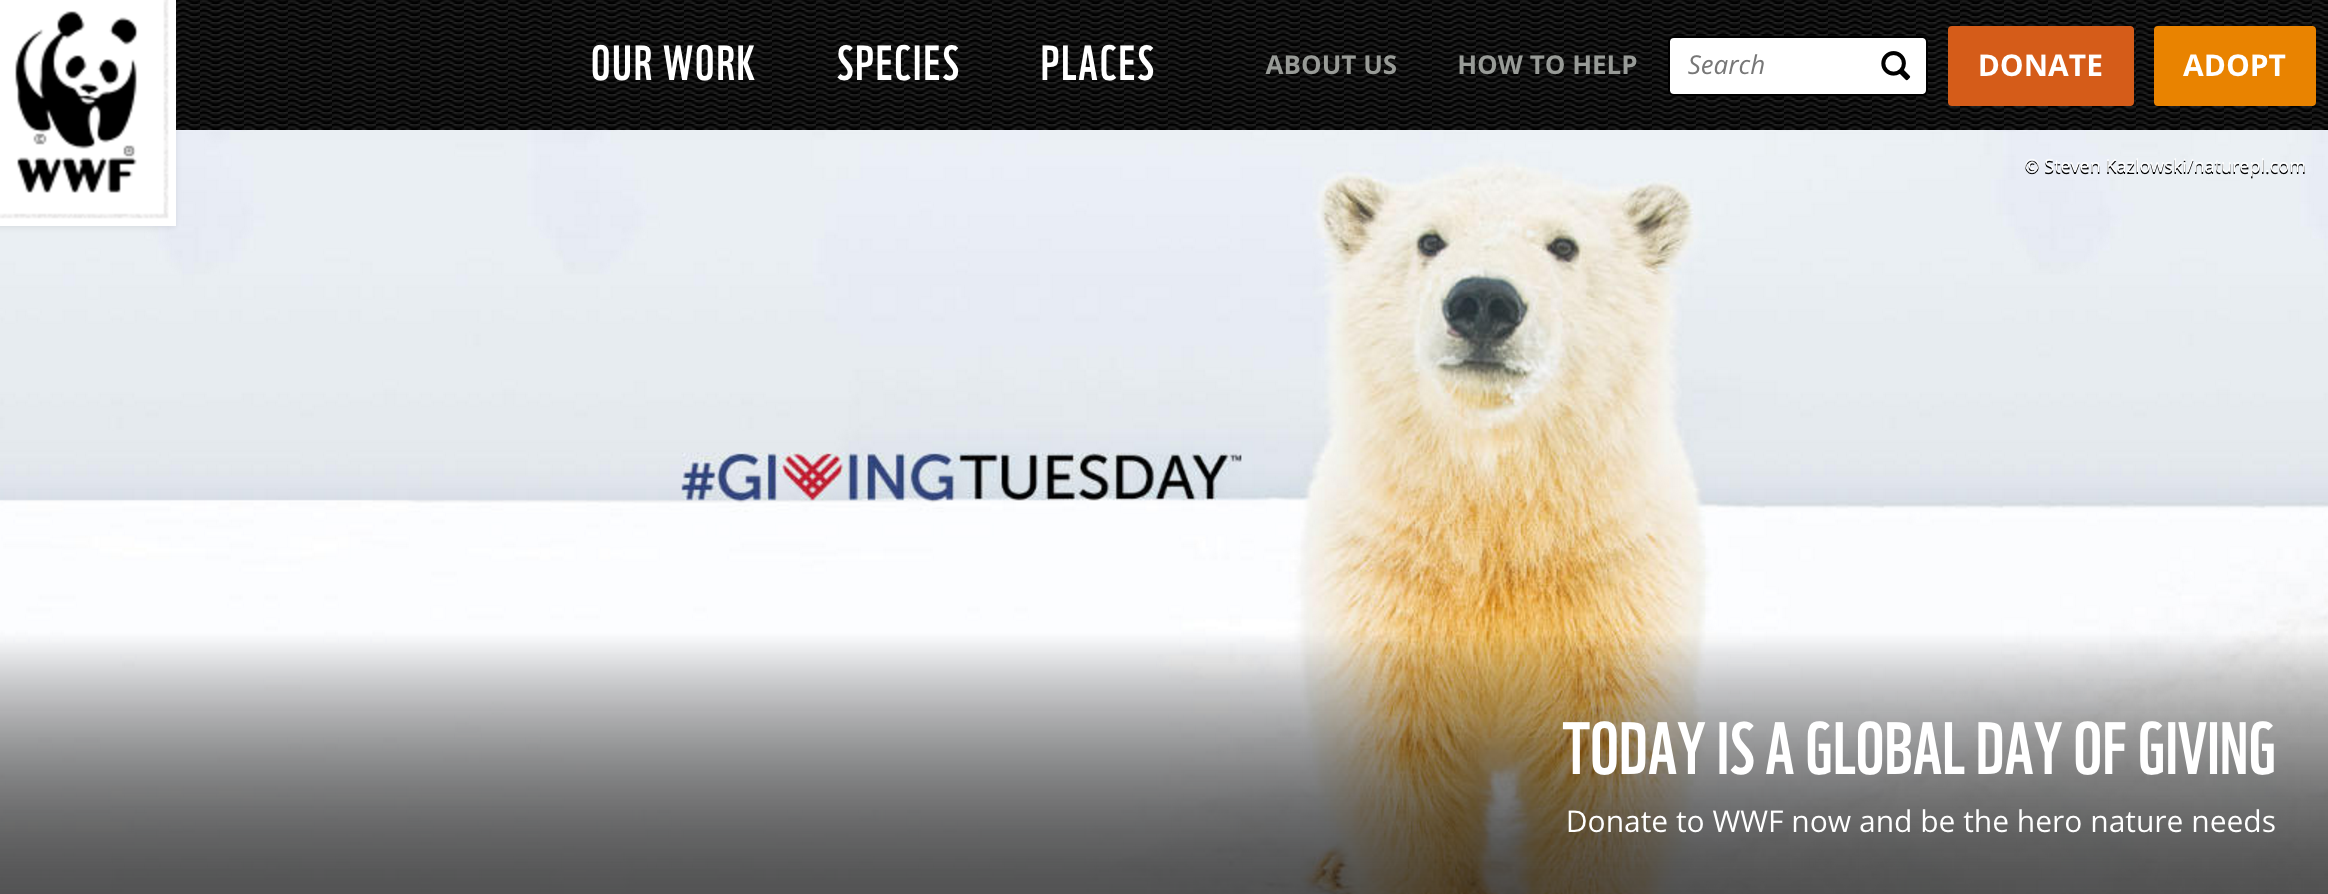 WWF
OUR WORK
SPECIES
PLACES
ABOUT US
HOW TO HELP
Search
DONATE
ADOPT
© Steven Kazlowski/naturepl.com
#GIVINGTUESDAY™
TODAY IS A GLOBAL DAY OF GIVING
Donate to WWF now and be the hero nature needs